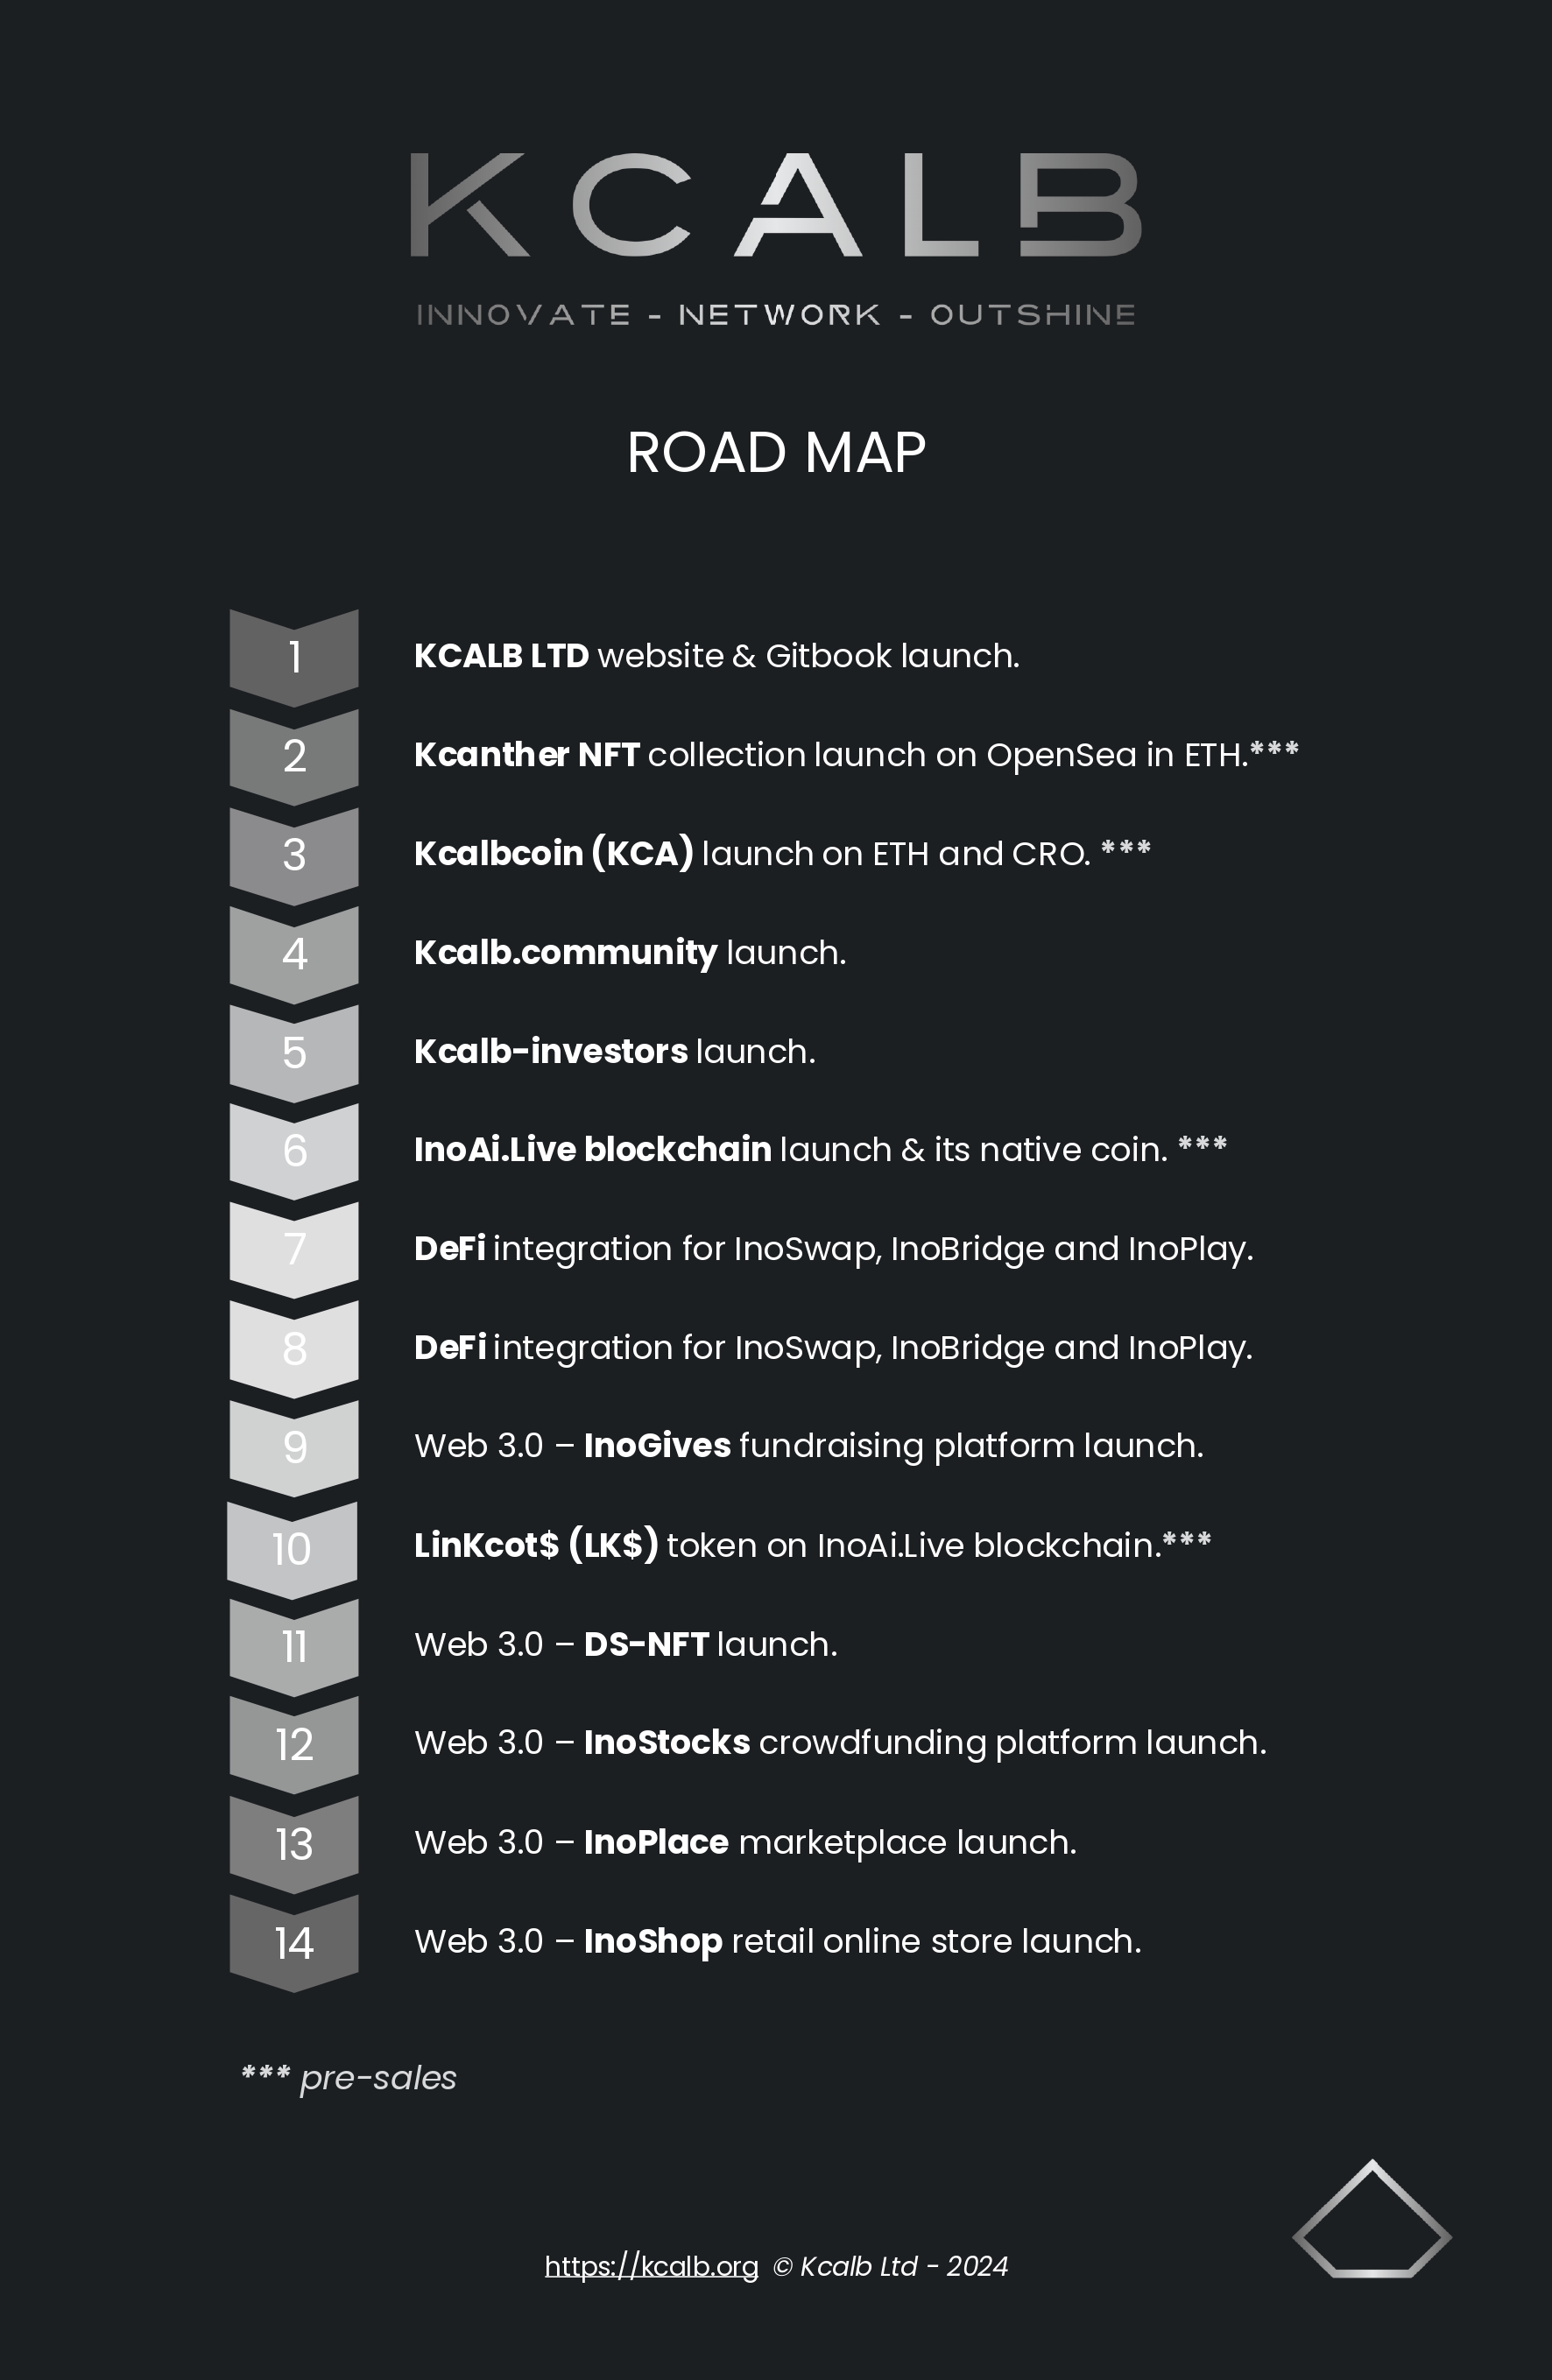 KCALB
INNOVATE - NETWORK - OUTSHINE
ROAD MAP
1 KCALB LTD website & Gitbook launch.
2 Kcanther NFT collection launch on OpenSea in ETH.***
3 Kcalbcoin (KCA) launch on ETH and CRO. ***
4 Kcalb.community launch.
5 Kcalb-investors launch.
6 InoAi.Live blockchain launch & its native coin. ***
7 DeFi integration for InoSwap, InoBridge and InoPlay.
8 DeFi integration for InoSwap, InoBridge and InoPlay.
9 Web 3.0 – InoGives fundraising platform launch.
10 LinKcot$ (LK$) token on InoAi.Live blockchain.***
11 Web 3.0 – DS-NFT launch.
12 Web 3.0 – InoStocks crowdfunding platform launch.
13 Web 3.0 – InoPlace marketplace launch.
14 Web 3.0 – InoShop retail online store launch.
*** pre-sales
https://kcalb.org © Kcalb Ltd - 2024